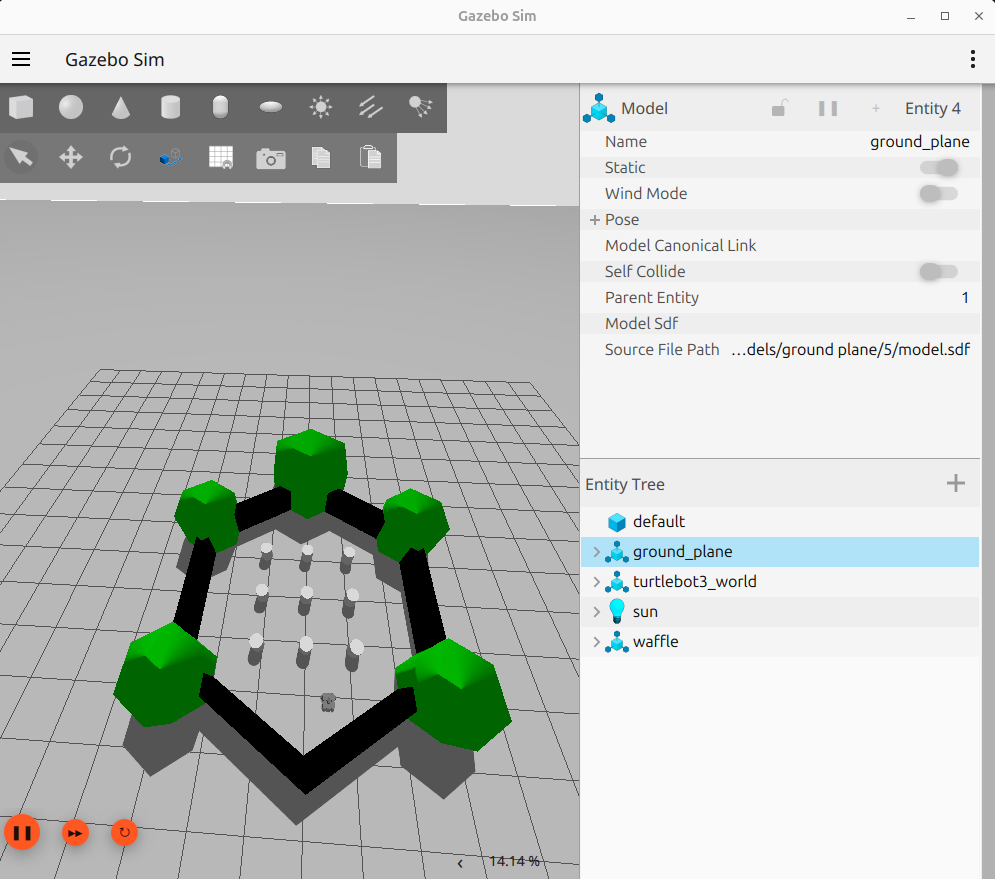 Gazebo Sim
Gazebo Sim
Model Entity 4
Name ground_plane
Static
Wind Mode
Pose
Model Canonical Link
Self Collide
Parent Entity 1
Model Sdf
Source File Path ...dels/ground plane/5/model.sdf
Entity Tree
default
ground_plane
turtlebot3_world
sun
waffle
14.14 %